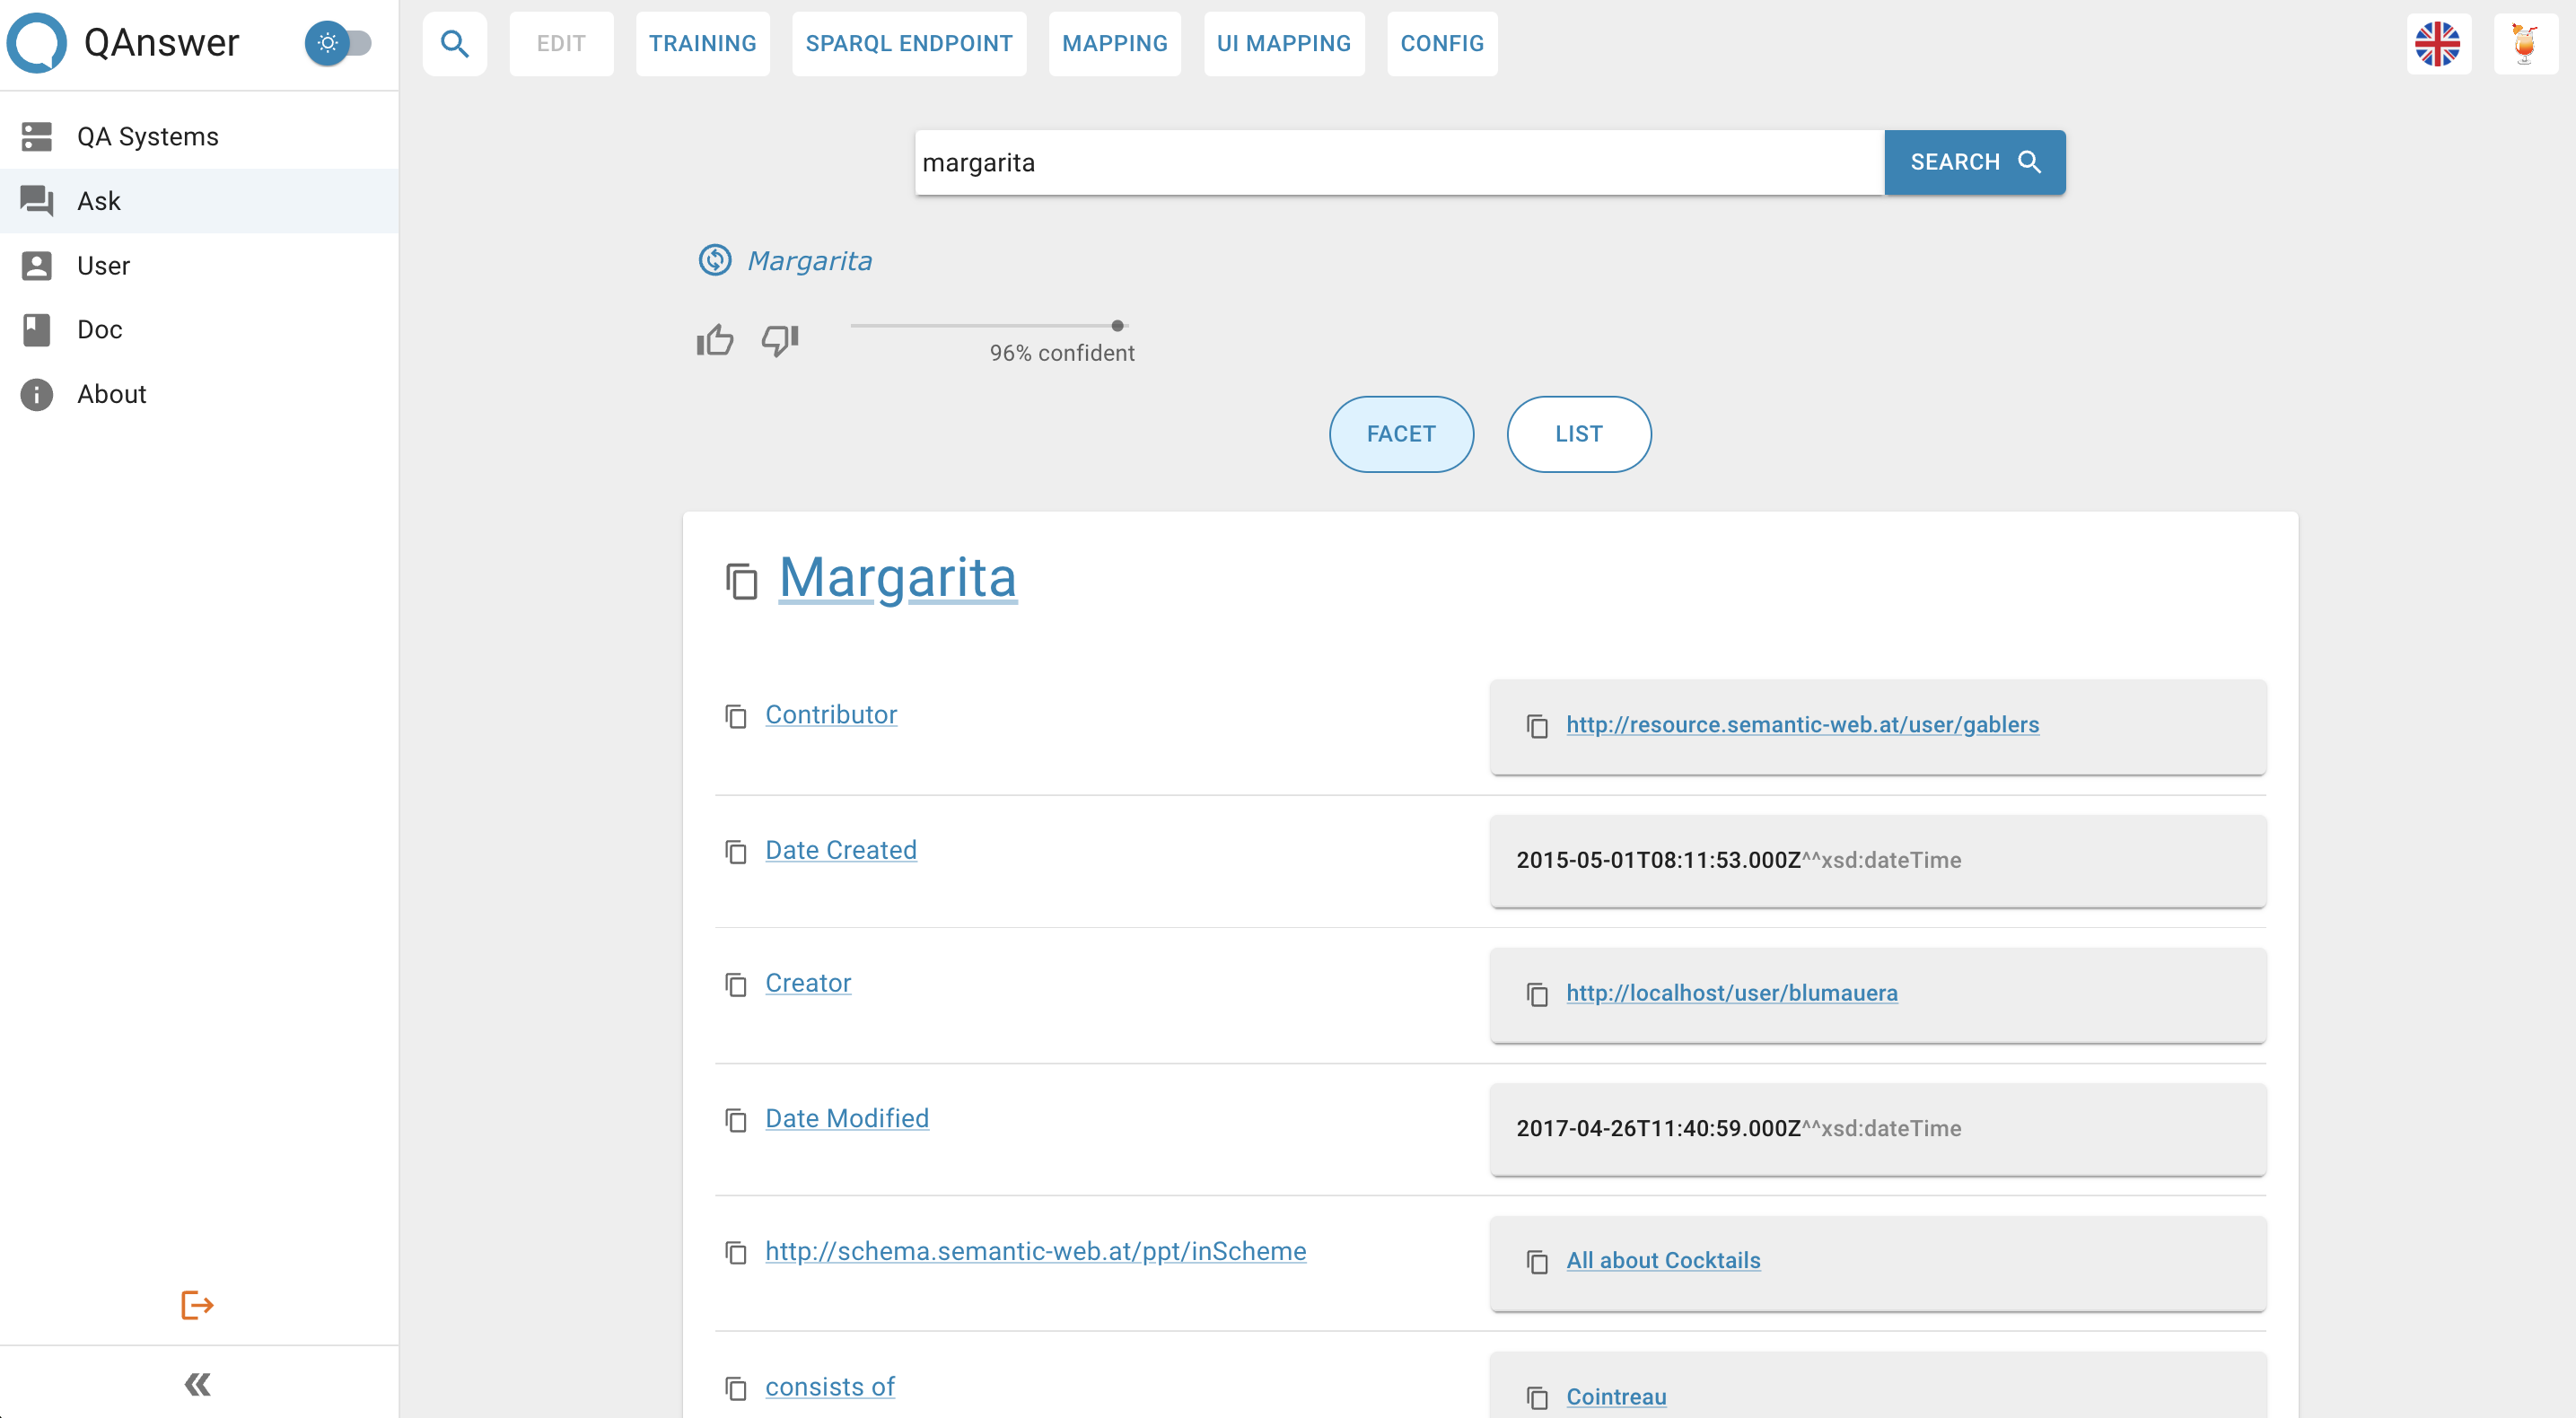 QAnswer
EDIT
TRAINING
SPARQL ENDPOINT
MAPPING
UI MAPPING
CONFIG
QA Systems
Ask
User
Doc
About
margarita
SEARCH
Margarita
96% confident
FACET
LIST
Margarita
Contributor
http://resource.semantic-web.at/user/gablers
Date Created
2015-05-01T08:11:53.000Z^^xsd:dateTime
Creator
http://localhost/user/blumauera
Date Modified
2017-04-26T11:40:59.000Z^^xsd:dateTime
http://schema.semantic-web.at/ppt/inScheme
All about Cocktails
consists of
Cointreau